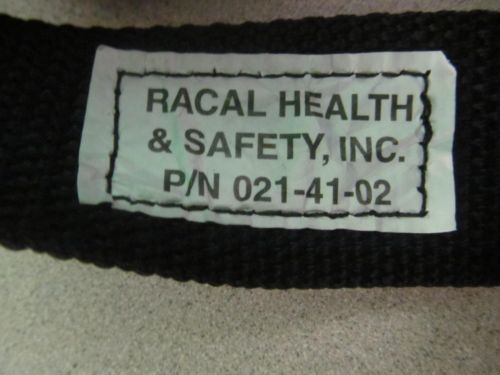 RACAL HEALTH
& SAFETY, INC.
P/N 021-41-02